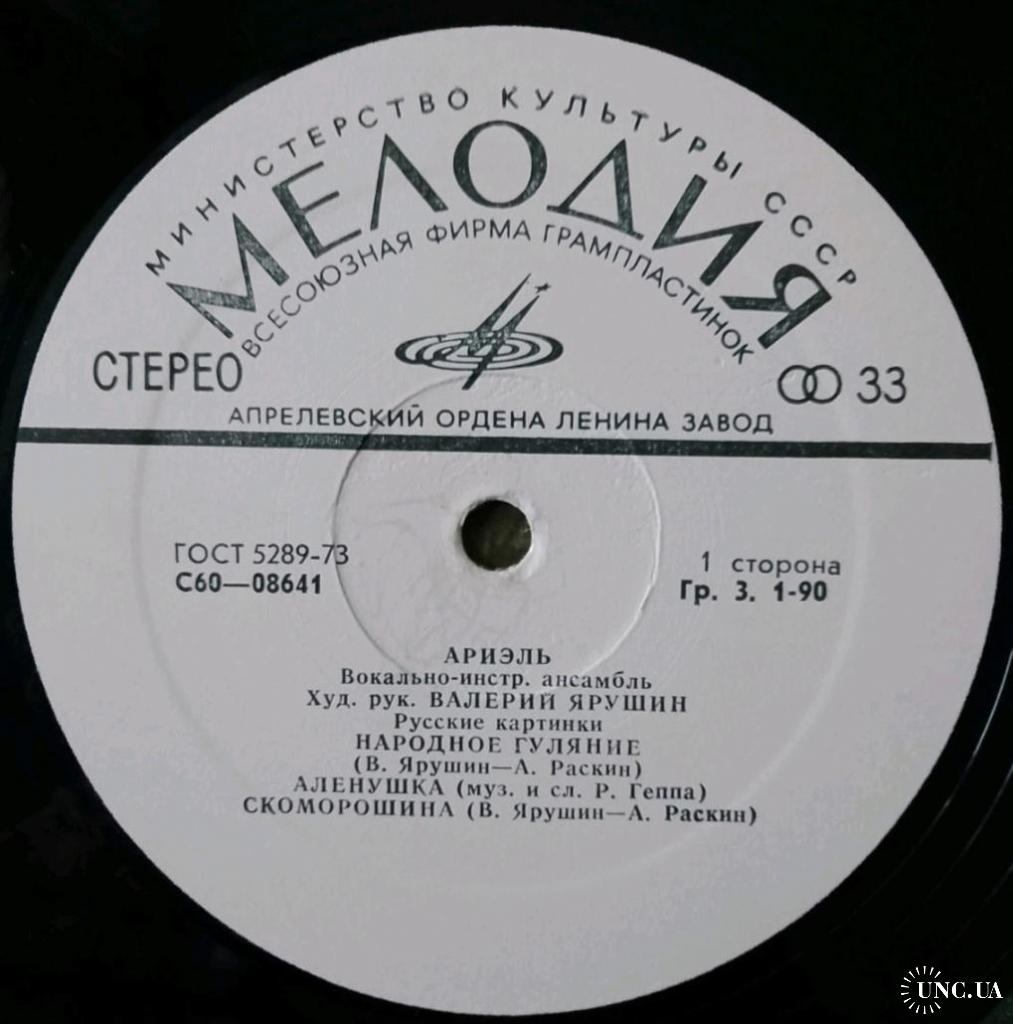 МИНИСТЕРСТВО КУЛЬТУРЫ СССР
МЕЛОДИЯ
ВСЕСОЮЗНАЯ ФИРМА ГРАМПЛАСТИНОК
СТЕРЕО
33
АПРЕЛЕВСКИЙ ОРДЕНА ЛЕНИНА ЗАВОД
ГОСТ 5289-73
С60—08641
1 сторона
Гр. 3. 1-90
АРИЭЛЬ
Вокально-инстр. ансамбль
Худ. рук. ВАЛЕРИЙ ЯРУШИН
Русские картинки
НАРОДНОЕ ГУЛЯНИЕ
(В. Ярушин—А. Раскин)
АЛЕНУШКА (муз. и сл. Р. Геппа)
СКОМОРОШИНА (В. Ярушин—А. Раскин)
UNC.UA